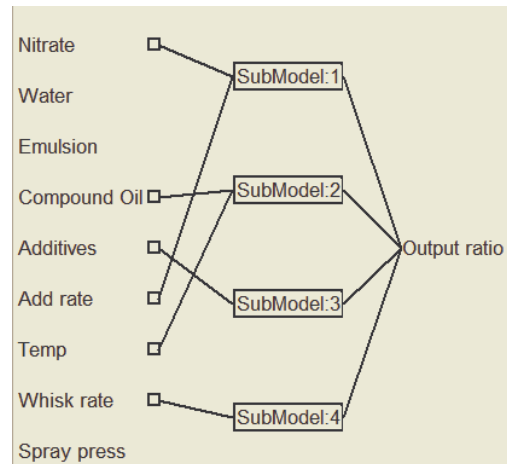 Nitrate
Water
Emulsion
Compound Oil
Additives
Add rate
Temp
Whisk rate
Spray press
SubModel:1
SubModel:2
SubModel:3
SubModel:4
Output ratio